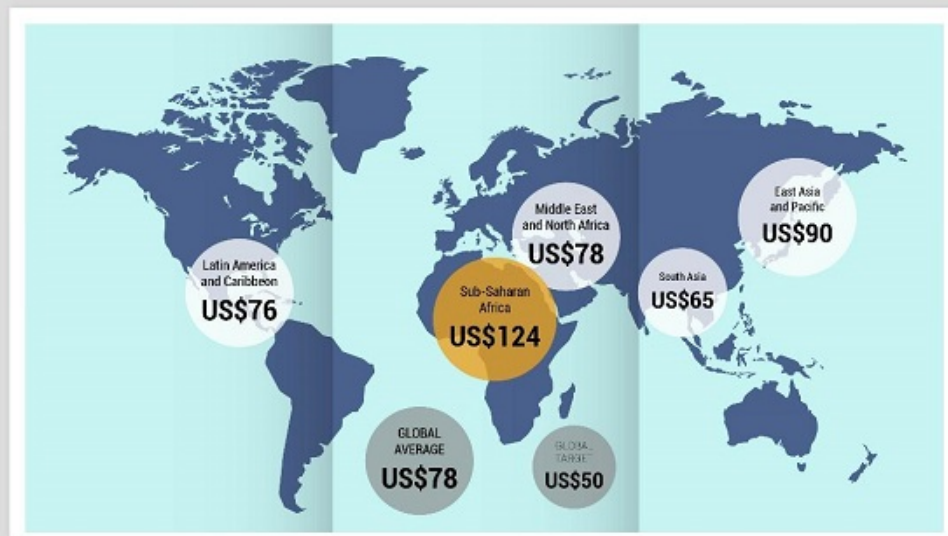 Latin America
and Caribbeon
US$76
Middle East
and North Africa
US$78
Sub-Saharan
Africa
US$124
South Asia
US$65
East Asia
and Pacific
US$90
GLOBAL
AVERAGE
US$78
GLOBAL
TARGET
US$50